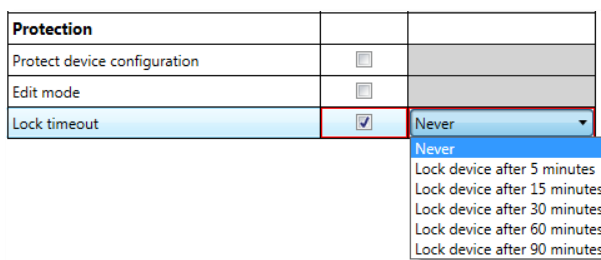 Protection
Protect device configuration
Edit mode
Lock timeout Never
Never
Lock device after 5 minutes
Lock device after 15 minutes
Lock device after 30 minutes
Lock device after 60 minutes
Lock device after 90 minutes